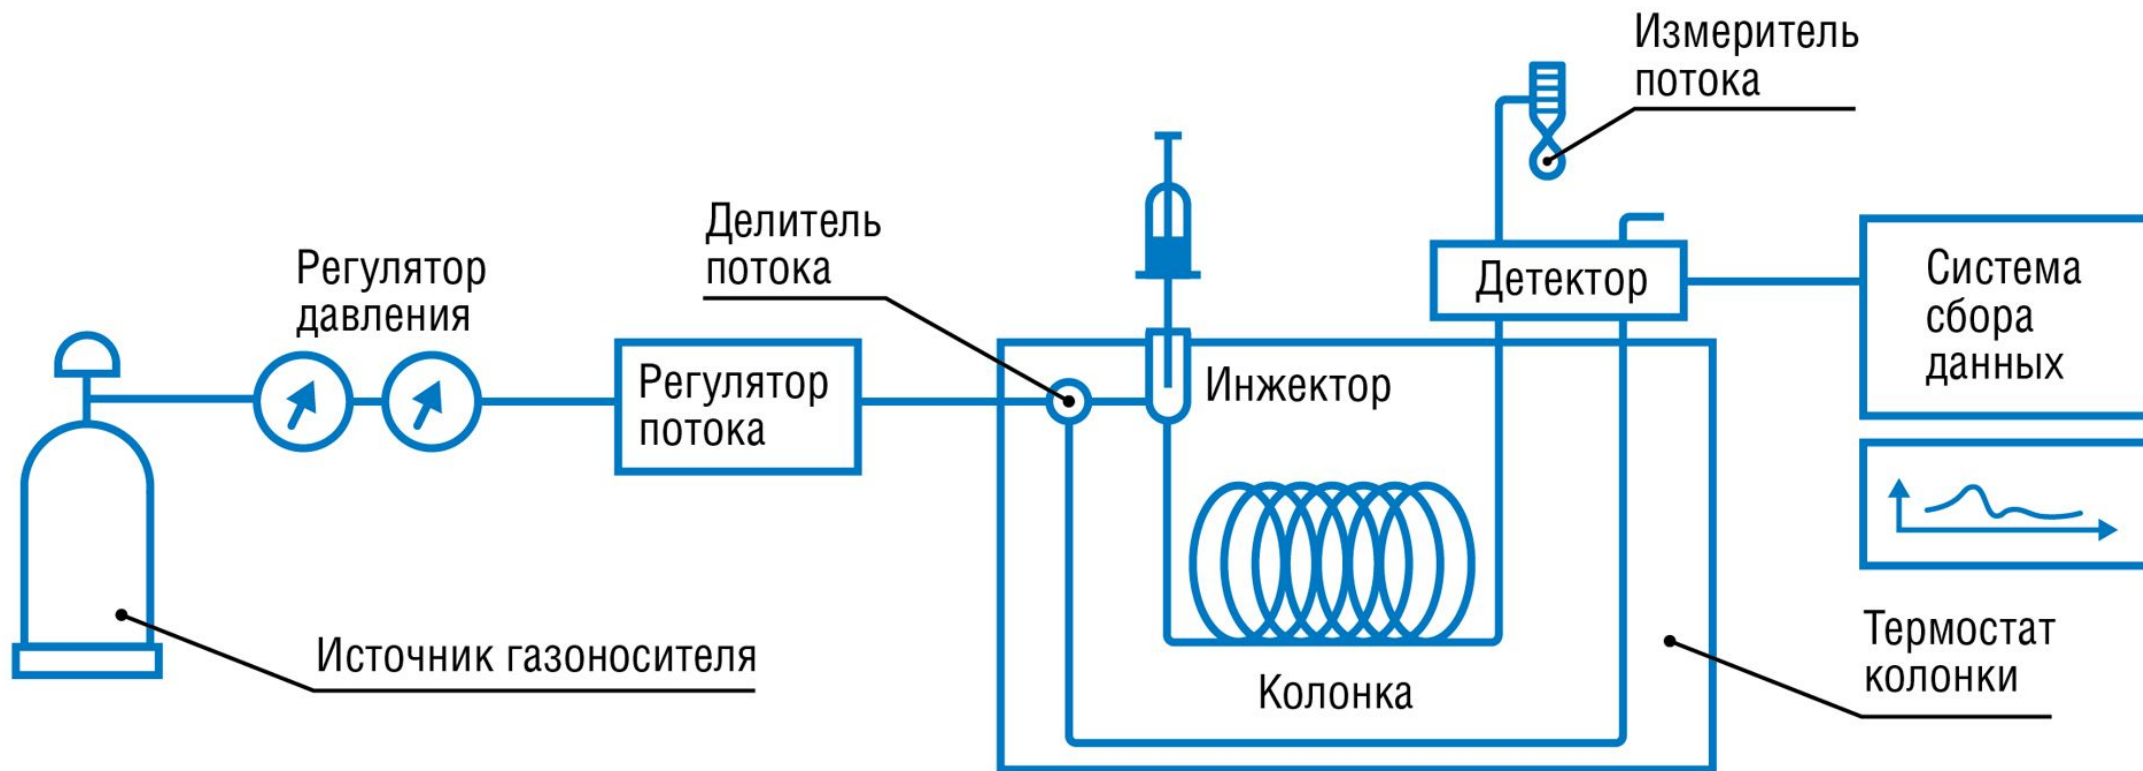 Измеритель
потока
Делитель
потока
Регулятор
давления
Детектор
Система
сбора
данных
Регулятор
потока
Инжектор
Источник газоносителя
Колонка
Термостат
колонки